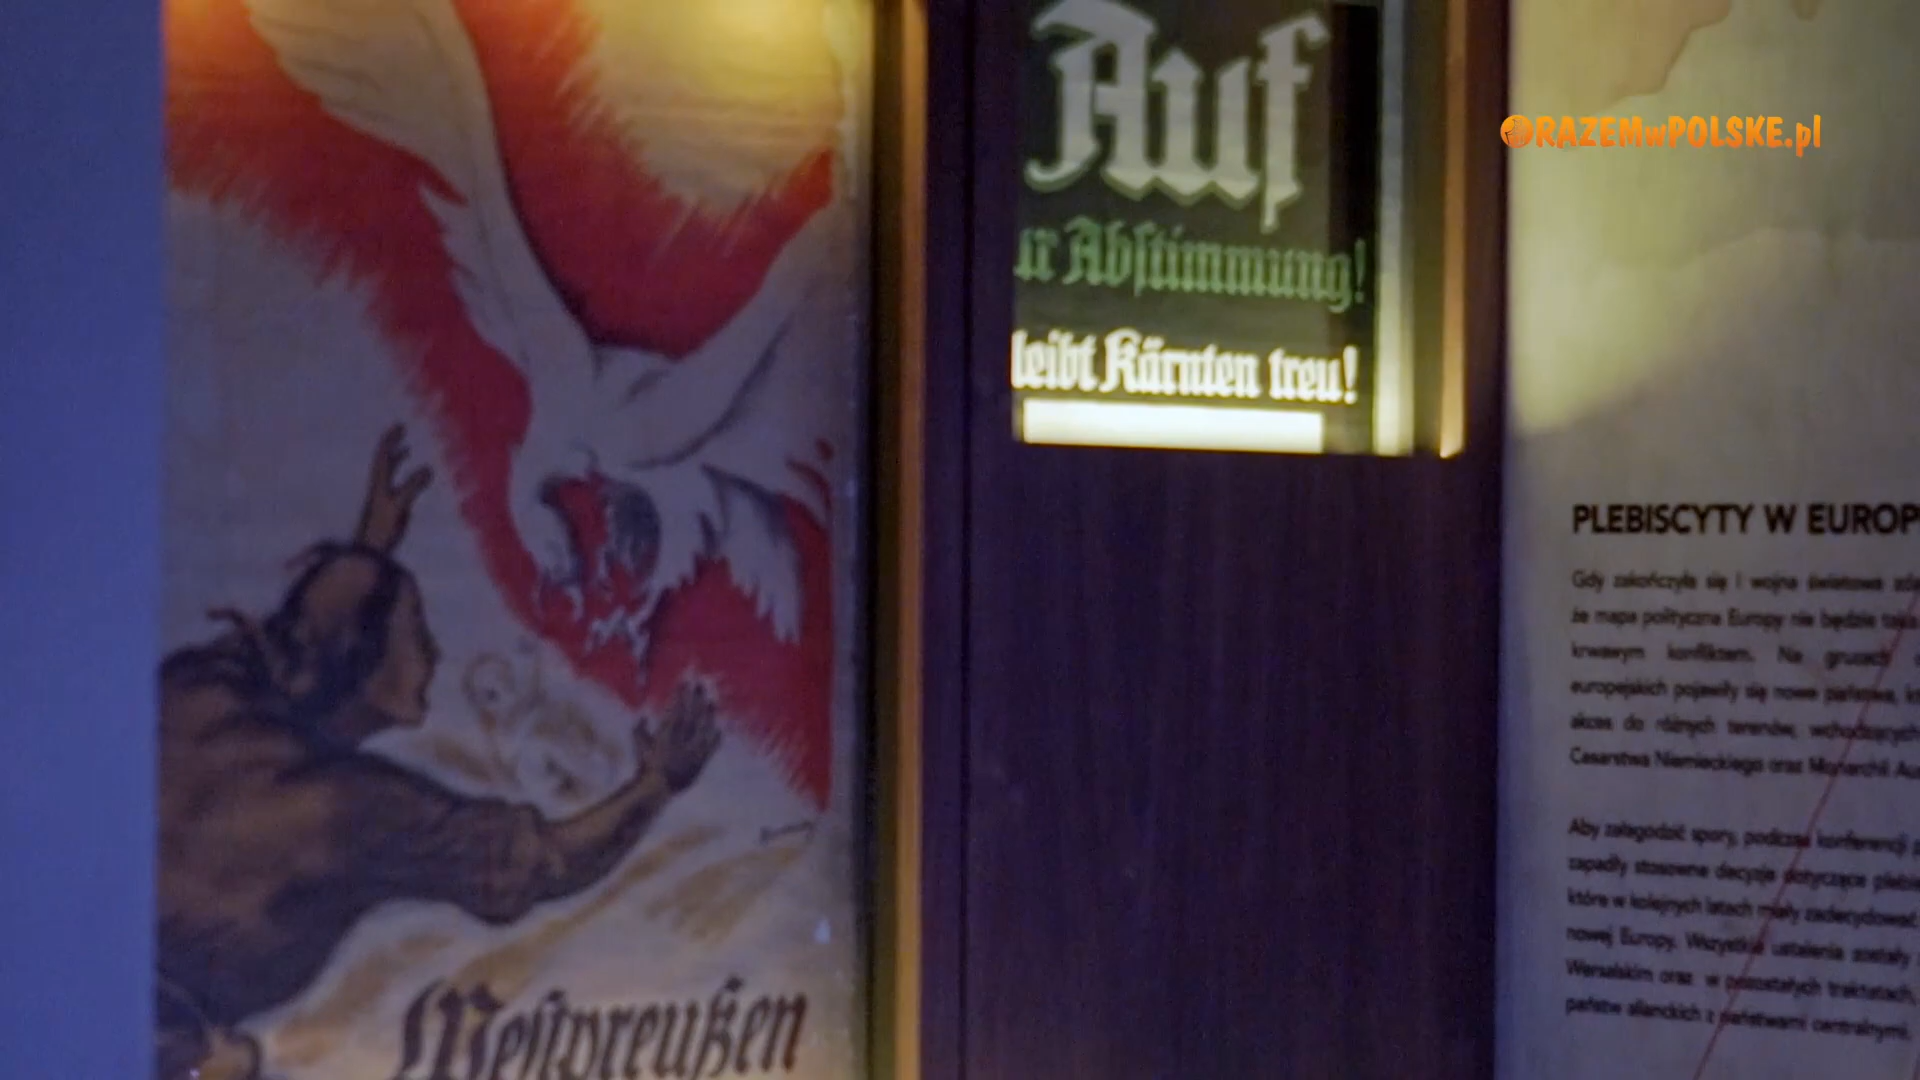 Auf
ur Abstimmung!
leibt Kärnten treu!
RAZEMwPOLSKE.pl
Westpreußen
PLEBISCYTY W EUROP
Gdy zakończyła się I wojna światowa
że mapa polityczna Europy nie będzie
krwawym konfliktem. Na gruzach
europejskich pojawiły się nowe państwa,
akces do różnych terenów, wchodzących
Cesarstwa Niemieckiego oraz Monarchii Au
Aby załagodzić spory, podczas konferencji
zapadły stosowne decyzje dotyczące
które w kolejnych latach miały zadecydować
nowej Europy. Wszystkie ustalenia zostały
Wersalskim oraz w pozostałych traktatach,
państw alianckich z państwami centralnymi.